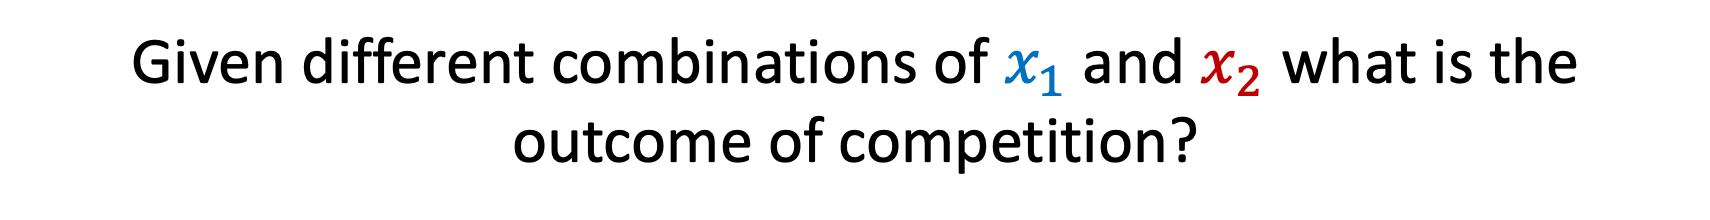 Given different combinations of x₁ and x₂ what is the
outcome of competition?